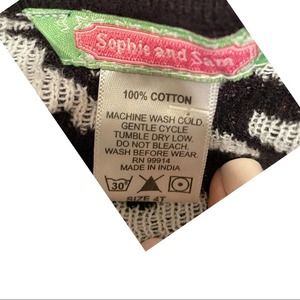 Sophie and Sam
100% COTTON
MACHINE WASH COLD
GENTLE CYCLE
TUMBLE DRY LOW.
DO NOT BLEACH.
WASH BEFORE WEAR.
RN 99914
MADE IN INDIA
30°
SIZE 4T